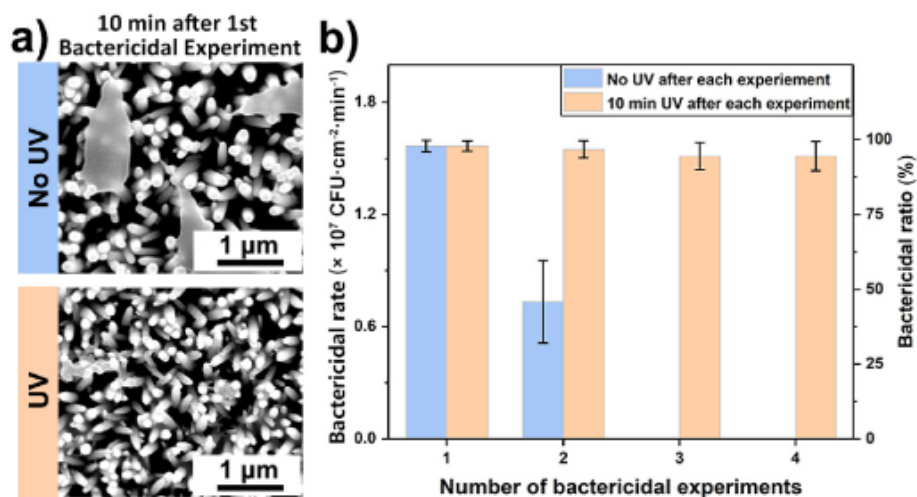 a)
10 min after 1st
Bactericidal Experiment
No UV
1 μm
UV
1 μm
b)
No UV after each experiement
10 min UV after each experiment
Bactericidal rate (× 10⁷ CFU·cm⁻²·min⁻¹)
1.8
1.2
0.6
0.0
100
75
50
25
0
Bactericidal ratio (%)
1 2 3 4
Number of bactericidal experiments